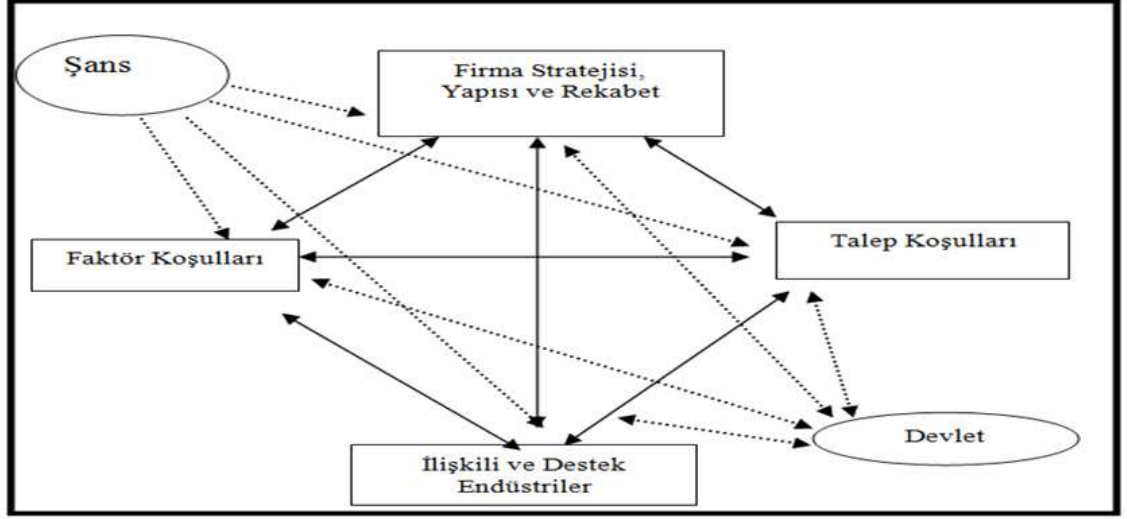 Şans
Firma Stratejisi,
Yapısı ve Rekabet
Talep Koşulları
Faktör Koşulları
Devlet
İlişkili ve Destek
Endüstriler